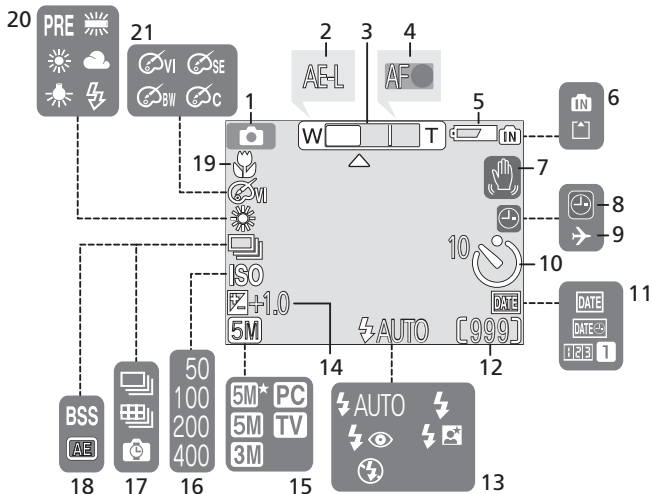 20 21 2 3 4
PRE
VI SE
BW C
AE-L
AF
1 5 6
W T IN IN
19 7
VI
8
9
10 10
ISO
DATE 11
DATE
DATE
123 1
+1.0
5M AUTO [999]
14 12
50
100
200
400
5M★ PC
5M TV
3M
AUTO
BSS
AE
18 17 16 15 13